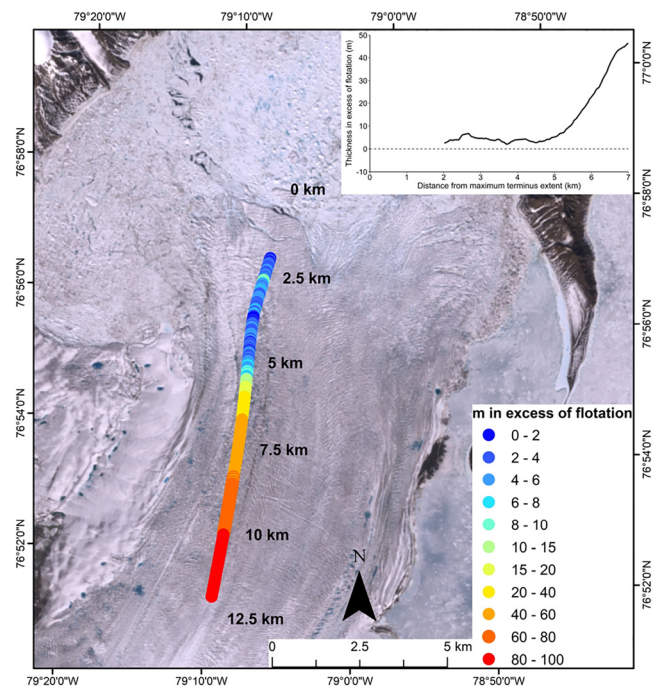 79°20'0"W 79°10'0"W 79°0'0"W 78°50'0"W
50
40
30
20
10
0
-10
Thickness in excess of flotation (m)
0 1 2 3 4 5 6 7
Distance from maximum terminus extent (km)
77°0'0"N
76°58'0"N
76°58'0"N
76°56'0"N
76°56'0"N
76°54'0"N
76°54'0"N
76°52'0"N
76°52'0"N
0 km
2.5 km
5 km
7.5 km
10 km
12.5 km
m in excess of flotation
0 - 2
2 - 4
4 - 6
6 - 8
8 - 10
10 - 15
15 - 20
20 - 40
40 - 60
60 - 80
80 - 100
N
0 2.5 5 km
79°20'0"W 79°10'0"W 79°0'0"W 78°50'0"W